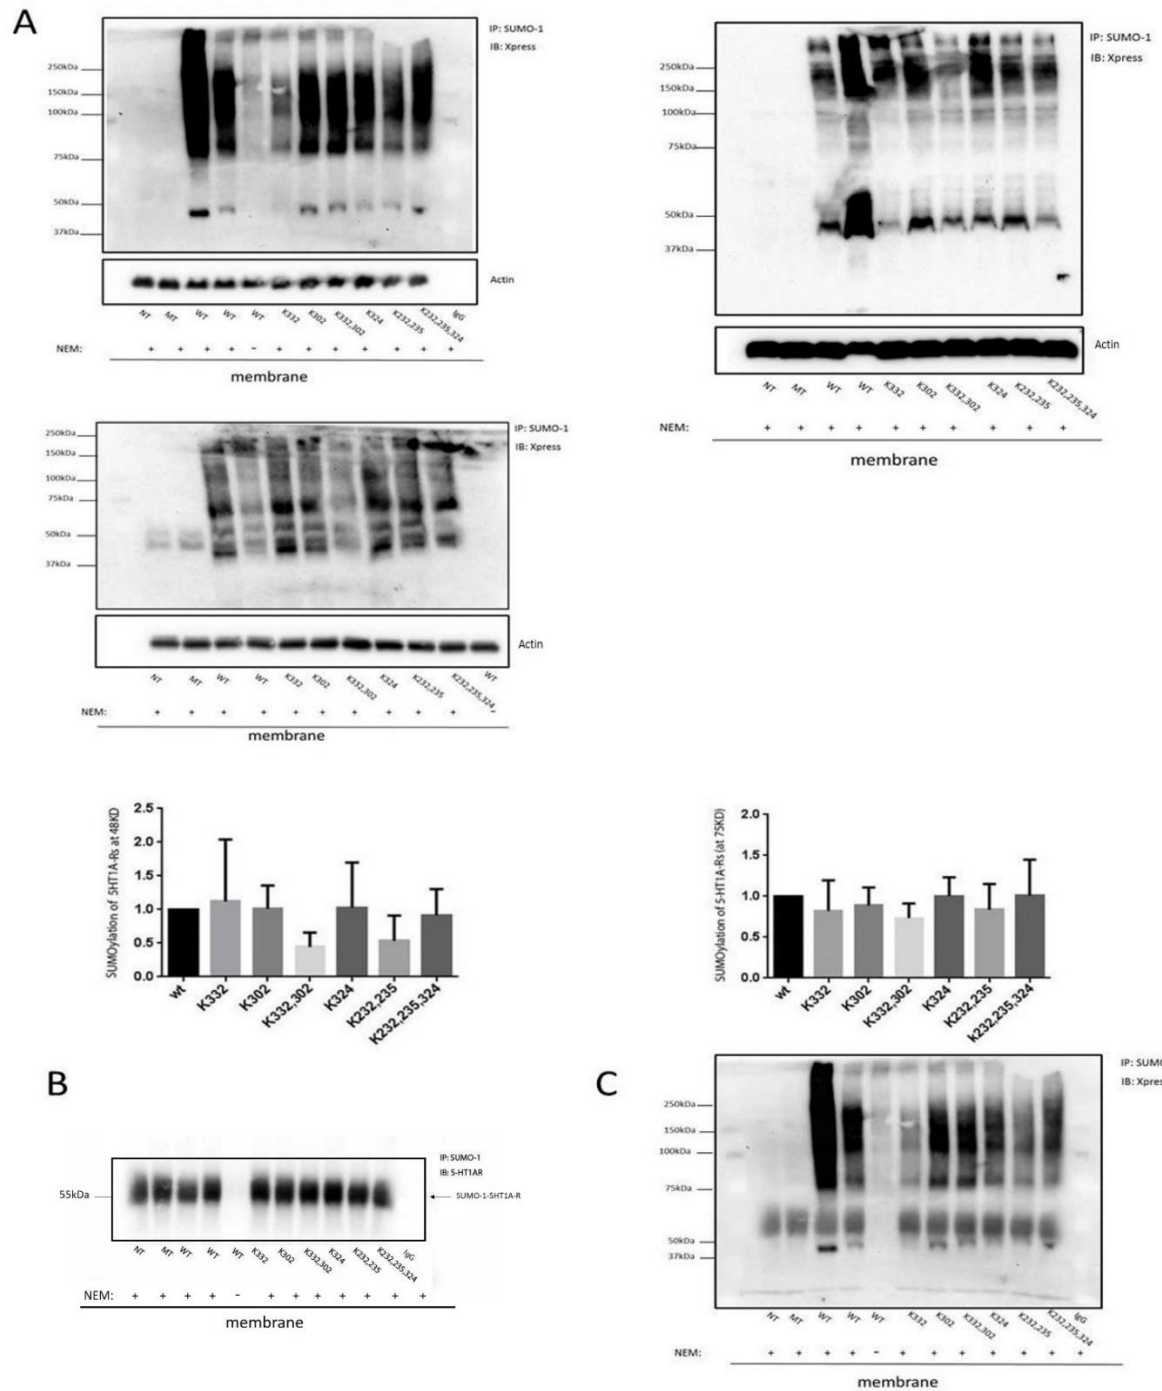 A
IP: SUMO-1
IB: Xpress
250kDa
150kDa
100kDa
75kDa
50kDa
37kDa
Actin
NT MT WT WT WT K332 K302 K332,302 K324 K232,235 K232,235,324 IgG
NEM: + + + + - + + + + + + +
membrane
IP: SUMO-1
IB: Xpress
250kDa
150kDa
100kDa
75kDa
50kDa
37kDa
Actin
NT MT WT WT K332 K302 K332,302 K324 K232,235 K232,235,324
NEM: + + + + + + + + + +
membrane
IP: SUMO-1
IB: Xpress
250kDa
150kDa
100kDa
75kDa
50kDa
37kDa
Actin
NT MT WT WT K332 K302 K332,302 K324 K232,235 K232,235,324 WT
NEM: + + + + + + + + + + -
membrane
SUMOylation of 5HT1A-Rs at 48KD
2.5
2.0
1.5
1.0
0.5
0.0
wt K332 K302 K332,302 K324 K232,235 K232,235,324
SUMOylation of 5-HT1A-Rs (at 75KD)
2.0
1.5
1.0
0.5
0.0
wt K332 K302 K332,302 K324 K232,235 k232,235,324
B
IP: SUMO-1
IB: 5-HT1AR
55kDa
SUMO-1-5HT1A-R
NT MT WT WT WT K332 K302 K332,302 K324 K232,235 K232,235,324 IgG
NEM: + + + + - + + + + + + +
membrane
C
IP: SUMO
IB: Xpres
250kDa
150kDa
100kDa
75kDa
50kDa
37kDa
NT MT WT WT WT K332 K302 K332,302 K324 K232,235 K232,235,324 IgG
NEM: + + + + - + + + + + + +
membrane